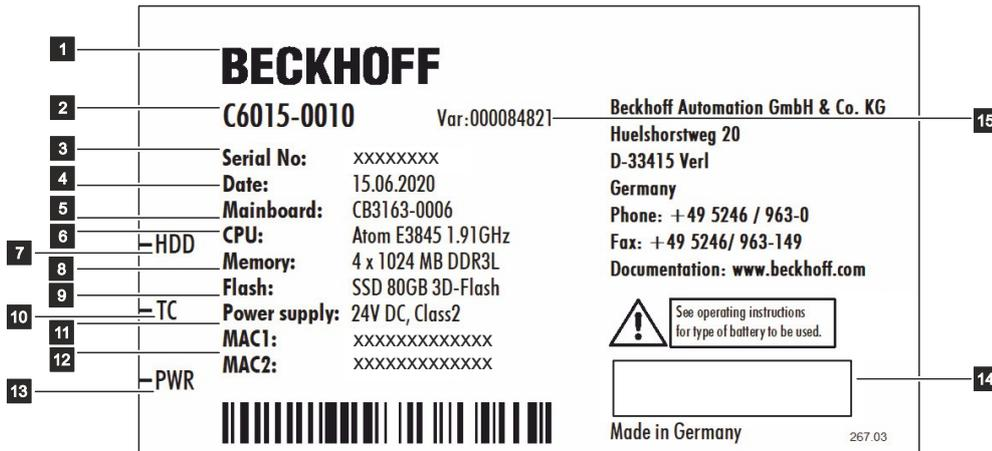 1
BECKHOFF
2
C6015-0010
Var:000084821
15
3
Serial No: XXXXXXXX
4
Date: 15.06.2020
5
Mainboard: CB3163-0006
6
CPU: Atom E3845 1.91GHz
7
HDD
8
Memory: 4 x 1024 MB DDR3L
9
Flash: SSD 80GB 3D-Flash
10
TC
11
Power supply: 24V DC, Class2
12
MAC1: XXXXXXXXXXXXX
MAC2: XXXXXXXXXXXXX
13
PWR
Beckhoff Automation GmbH & Co. KG
Huelshorstweg 20
D-33415 Verl
Germany
Phone: +49 5246 / 963-0
Fax: +49 5246/ 963-149
Documentation: www.beckhoff.com
See operating instructions
for type of battery to be used.
14
Made in Germany
267.03